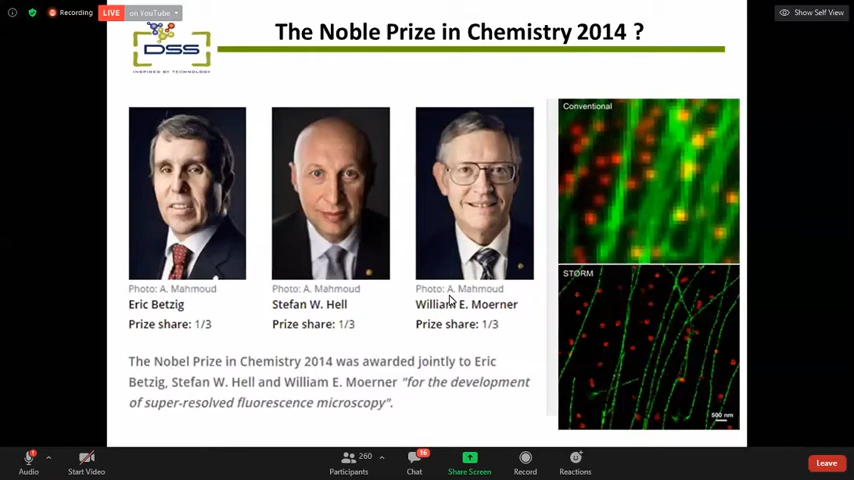 Recording
LIVE on YouTube
Show Self View
DSS
INSPIRED BY TECHNOLOGY
The Noble Prize in Chemistry 2014 ?
Conventional
STORM
500 nm
Photo: A. Mahmoud
Eric Betzig
Prize share: 1/3
Photo: A. Mahmoud
Stefan W. Hell
Prize share: 1/3
Photo: A. Mahmoud
William E. Moerner
Prize share: 1/3
The Nobel Prize in Chemistry 2014 was awarded jointly to Eric
Betzig, Stefan W. Hell and William E. Moerner "for the development
of super-resolved fluorescence microscopy".
Audio
Start Video
260
Participants
16
Chat
Share Screen
Record
Reactions
Leave